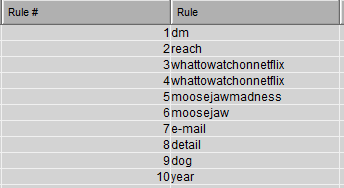 Rule # Rule
1 dm
2 reach
3 whattowatchonnetflix
4 whattowatchonnetflix
5 moosejawmadness
6 moosejaw
7 e-mail
8 detail
9 dog
10 year